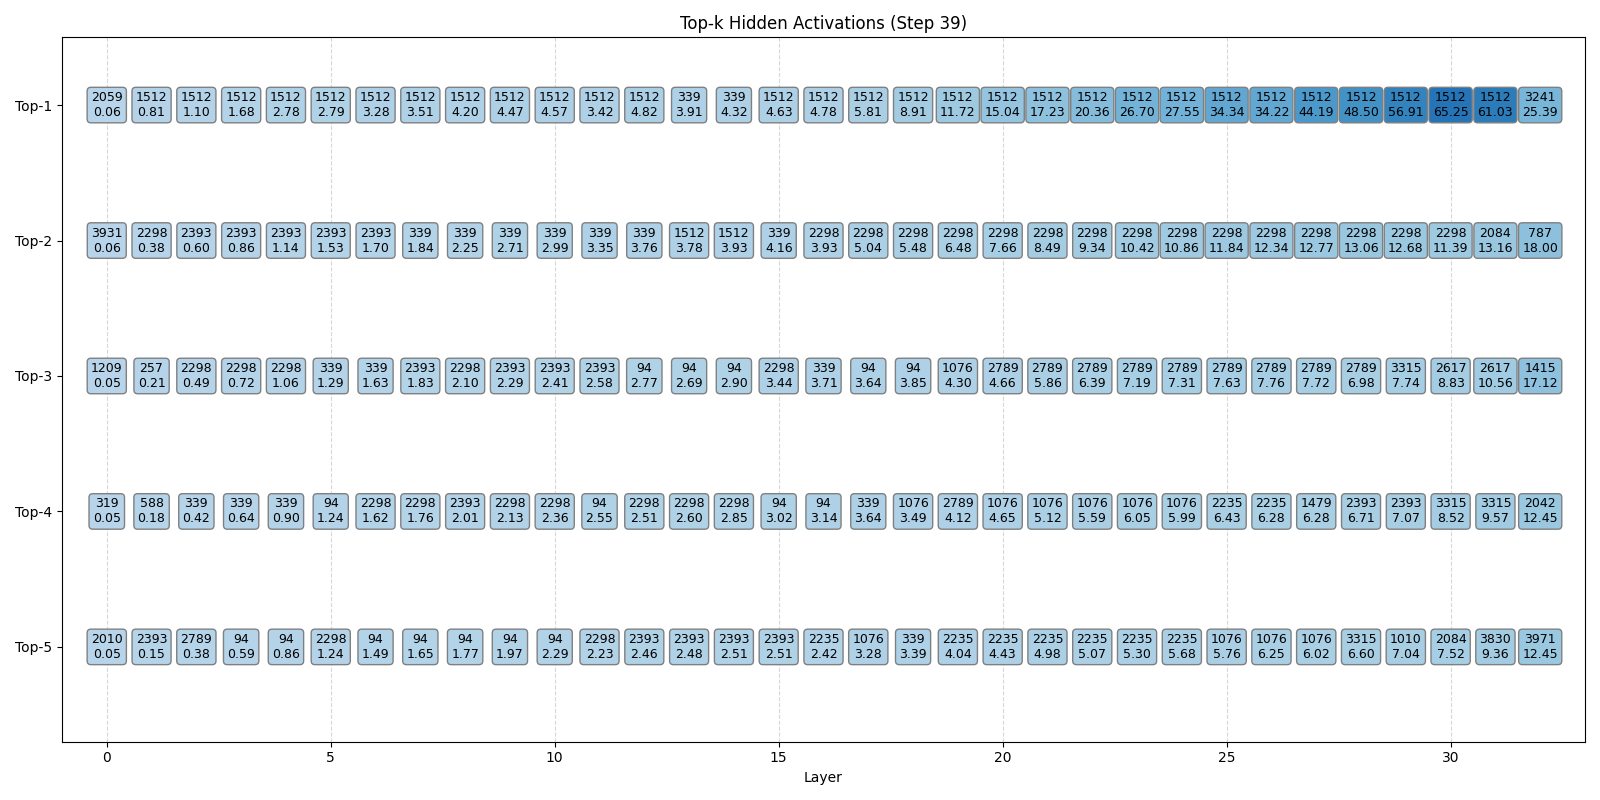 Top-k Hidden Activations (Step 39)
Top-1
2059 1512 1512 1512 1512 1512 1512 1512 1512 1512 1512 1512 1512 339 339 1512 1512 1512 1512 1512 1512 1512 1512 1512 1512 1512 1512 1512 1512 1512 1512 1512 3241
0.06 0.81 1.10 1.68 2.78 2.79 3.28 3.51 4.20 4.47 4.57 3.42 4.82 3.91 4.32 4.63 4.78 5.81 8.91 11.72 15.04 17.23 20.36 26.70 27.55 34.34 34.22 44.19 48.50 56.91 65.25 61.03 25.39
Top-2
3931 2298 2393 2393 2393 2393 2393 339 339 339 339 339 339 1512 1512 339 2298 2298 2298 2298 2298 2298 2298 2298 2298 2298 2298 2298 2298 2298 2298 2084 787
0.06 0.38 0.60 0.86 1.14 1.53 1.70 1.84 2.25 2.71 2.99 3.35 3.76 3.78 3.93 4.16 3.93 5.04 5.48 6.48 7.66 8.49 9.34 10.42 10.86 11.84 12.34 12.77 13.06 12.68 11.39 13.16 18.00
Top-3
1209 257 2298 2298 2298 339 339 2393 2298 2393 2393 2393 94 94 94 2298 339 94 94 1076 2789 2789 2789 2789 2789 2789 2789 2789 2789 3315 2617 2617 1415
0.05 0.21 0.49 0.72 1.06 1.29 1.63 1.83 2.10 2.29 2.41 2.58 2.77 2.69 2.90 3.44 3.71 3.64 3.85 4.30 4.66 5.86 6.39 7.19 7.31 7.63 7.76 7.72 6.98 7.74 8.83 10.56 17.12
Top-4
319 588 339 339 339 94 2298 2298 2393 2298 2298 94 2298 2298 2298 94 94 339 1076 2789 1076 1076 1076 1076 1076 2235 2235 1479 2393 2393 3315 3315 2042
0.05 0.18 0.42 0.64 0.90 1.24 1.62 1.76 2.01 2.13 2.36 2.55 2.51 2.60 2.85 3.02 3.14 3.64 3.49 4.12 4.65 5.12 5.59 6.05 5.99 6.43 6.28 6.28 6.71 7.07 8.52 9.57 12.45
Top-5
2010 2393 2789 94 94 2298 94 94 94 94 94 2298 2393 2393 2393 2393 2235 1076 339 2235 2235 2235 2235 2235 2235 1076 1076 1076 3315 1010 2084 3830 3971
0.05 0.15 0.38 0.59 0.86 1.24 1.49 1.65 1.77 1.97 2.29 2.23 2.46 2.48 2.51 2.51 2.42 3.28 3.39 4.04 4.43 4.98 5.07 5.30 5.68 5.76 6.25 6.02 6.60 7.04 7.52 9.36 12.45
0 5 10 15 20 25 30
Layer